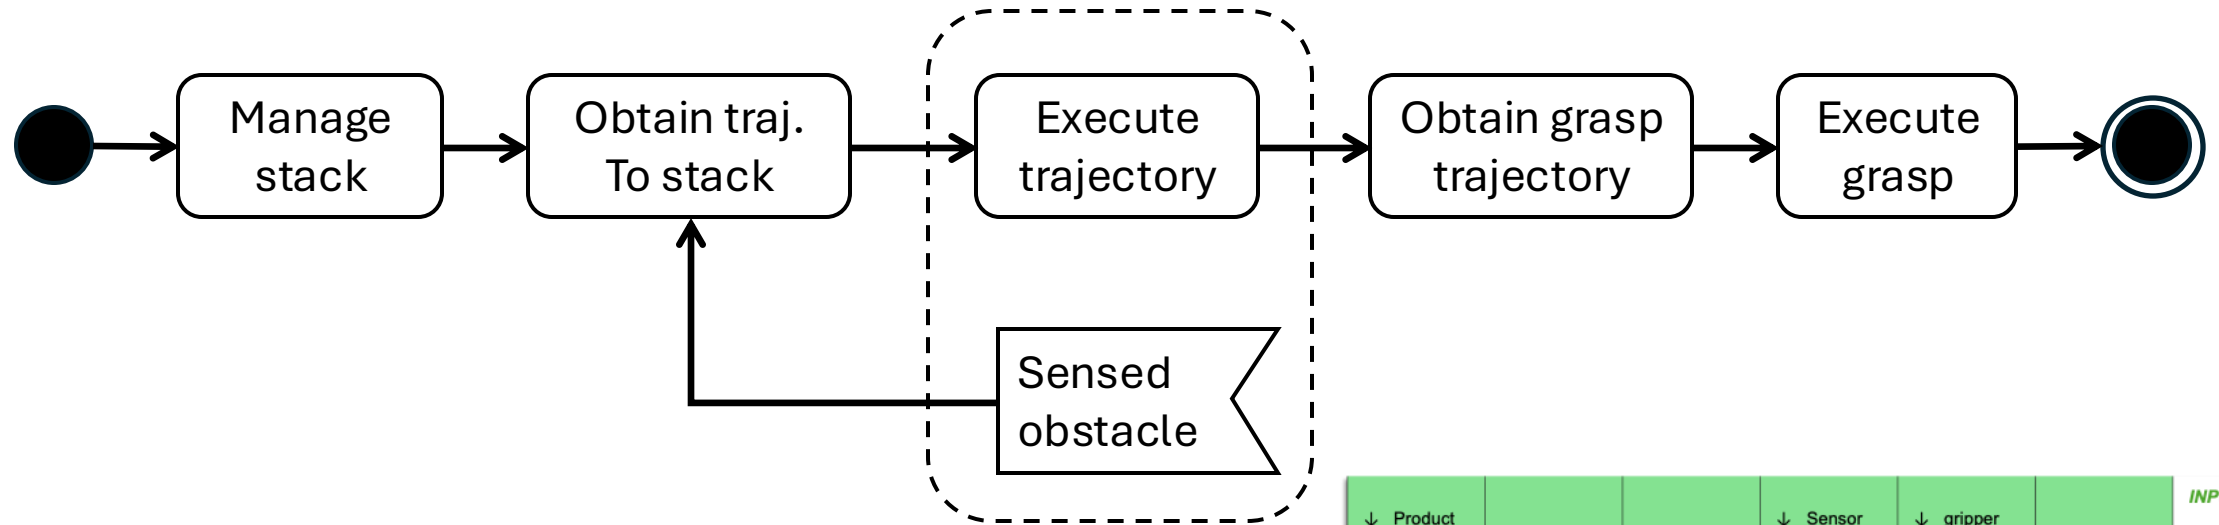 Manage
stack
Obtain traj.
To stack
Execute
trajectory
Obtain grasp
trajectory
Execute
grasp
Sensed
obstacle
INP
↓ Product
↓ Sensor
↓ gripper